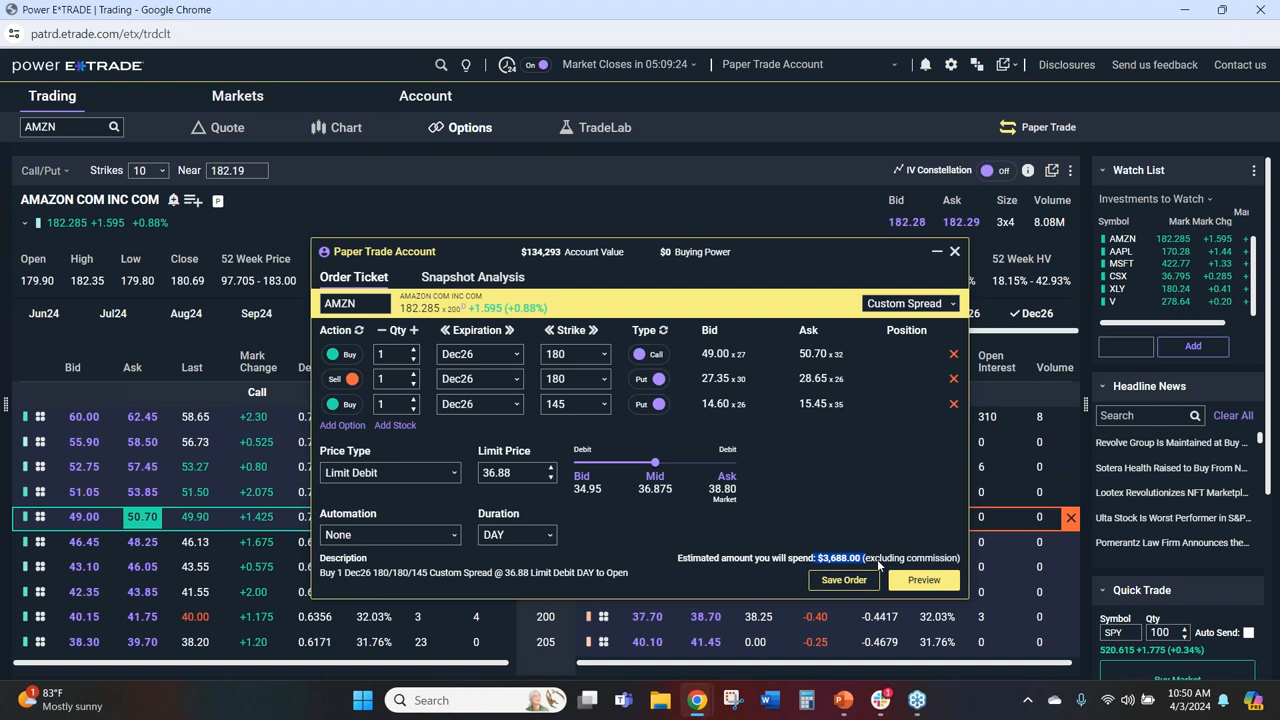 Power E*TRADE | Trading - Google Chrome
patrd.etrade.com/etx/trdclt
power E*TRADE 24 On Market Closes in 05:09:24 Paper Trade Account Disclosures Send us feedback Contact us
Trading Markets Account
AMZN Quote Chart Options TradeLab Paper Trade
Call/Put Strikes 10 Near 182.19 IV Constellation Off
AMAZON COM INC COM P Bid Ask Size Volume
182.285 +1.595 +0.88% 182.28 182.29 3x4 8.08M
Open High Low Close 52 Week Price 52 Week HV
179.90 182.35 179.80 180.69 97.705 - 183.00 18.15% - 42.93%
Jun24 Jul24 Aug24 Sep24 Dec26
Bid Ask Last Mark Change Open Interest Volume
Call
60.00 62.45 58.65 +2.30 310 8
55.90 58.50 56.73 +0.525 0 0
52.75 57.45 53.27 +0.80 6 0
51.05 53.85 51.50 +2.075 0 0
49.00 50.70 49.90 +1.425 0 0
46.45 48.25 46.13 +1.675 0 0
43.10 45.35 43.53 +1.325 0 0
42.35 43.85 41.55 0 0
40.15 41.75 40.00 +1.175 0.6356 32.03% 3 4 200 37.70 38.70 38.25 -0.40 -0.4417 32.03% 3 0
38.30 39.70 38.20 +1.20 0.6171 31.76% 23 0 205 40.10 41.45 0.00 -0.25 -0.4679 31.76% 0 0
Paper Trade Account $134,293 Account Value $0 Buying Power
Order Ticket Snapshot Analysis
AMZN AMAZON COM INC COM Custom Spread
182.285 x 200 +1.595 (+0.88%)
Action Qty Expiration Strike Type Bid Ask Position
Buy 1 Dec26 180 Call 49.00 x 27 50.70 x 32
Sell 1 Dec26 180 Put 27.35 x 30 28.65 x 26
Buy 1 Dec26 145 Put 14.60 x 26 15.45 x 35
Add Option Add Stock
Price Type Limit Price Debit Debit
Limit Debit 36.88 Bid Mid Ask
34.95 36.875 38.80
Market
Automation Duration
None DAY
Description Estimated amount you will spend: $3,688.00 (excluding commission)
Buy 1 Dec26 180/180/145 Custom Spread @ 36.88 Limit Debit DAY to Open
Save Order Preview
Watch List
Investments to Watch
Symbol Mark Mark Chg
AMZN 182.285 +1.595
AAPL 170.28 +1.44
MSFT 422.77 +1.33
CSX 36.795 +0.285
XLY 180.24 +0.41
V 278.64 +0.20
Add
Headline News
Search Clear All
Revolve Group Is Maintained at Buy ...
Sotera Health Raised to Buy From N...
Lootex Revolutionizes NFT Marketpl...
Ulta Stock Is Worst Performer in S&P...
Pomerantz Law Firm Announces the...
Quick Trade
Symbol Qty
SPY 100 Auto Send:
520.615 +1.775 (+0.34%)
Buy Market
83°F
Mostly sunny
Search
10:50 AM
4/3/2024